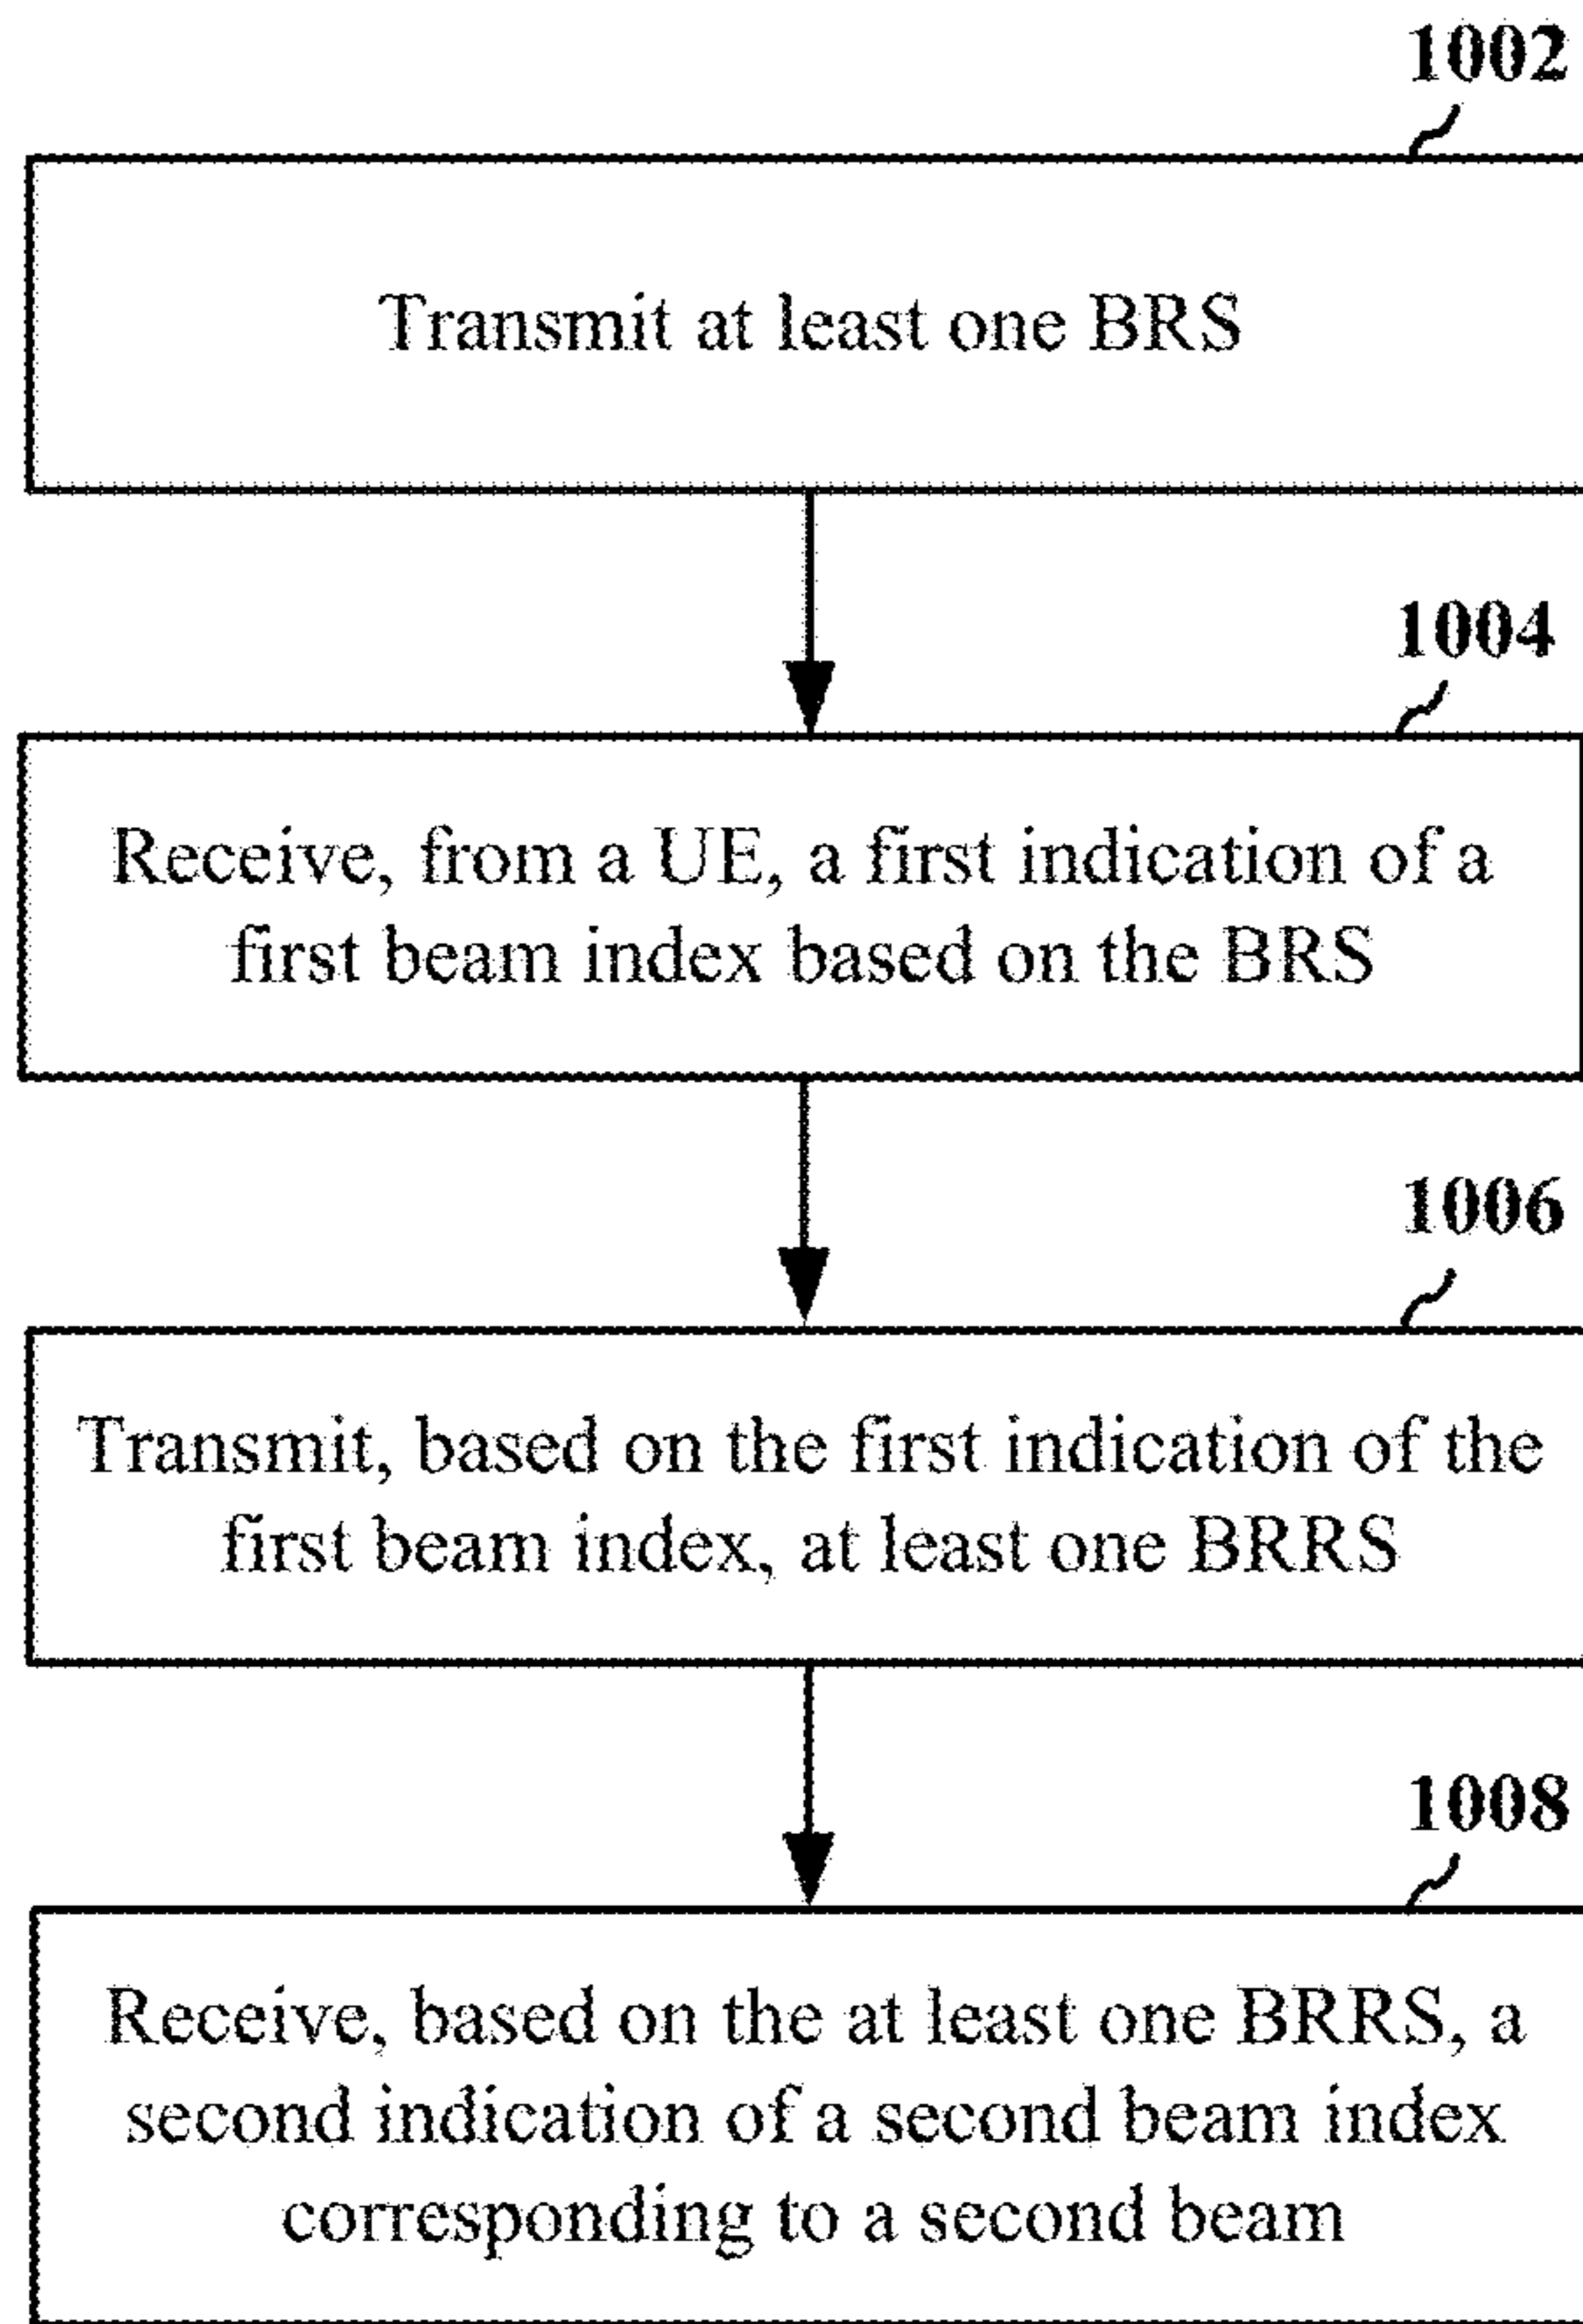 1002
Transmit at least one BRS
1004
Receive, from a UE, a first indication of a
first beam index based on the BRS
1006
Transmit, based on the first indication of the
first beam index, at least one BRRS
1008
Receive, based on the at least one BRRS, a
second indication of a second beam index
corresponding to a second beam